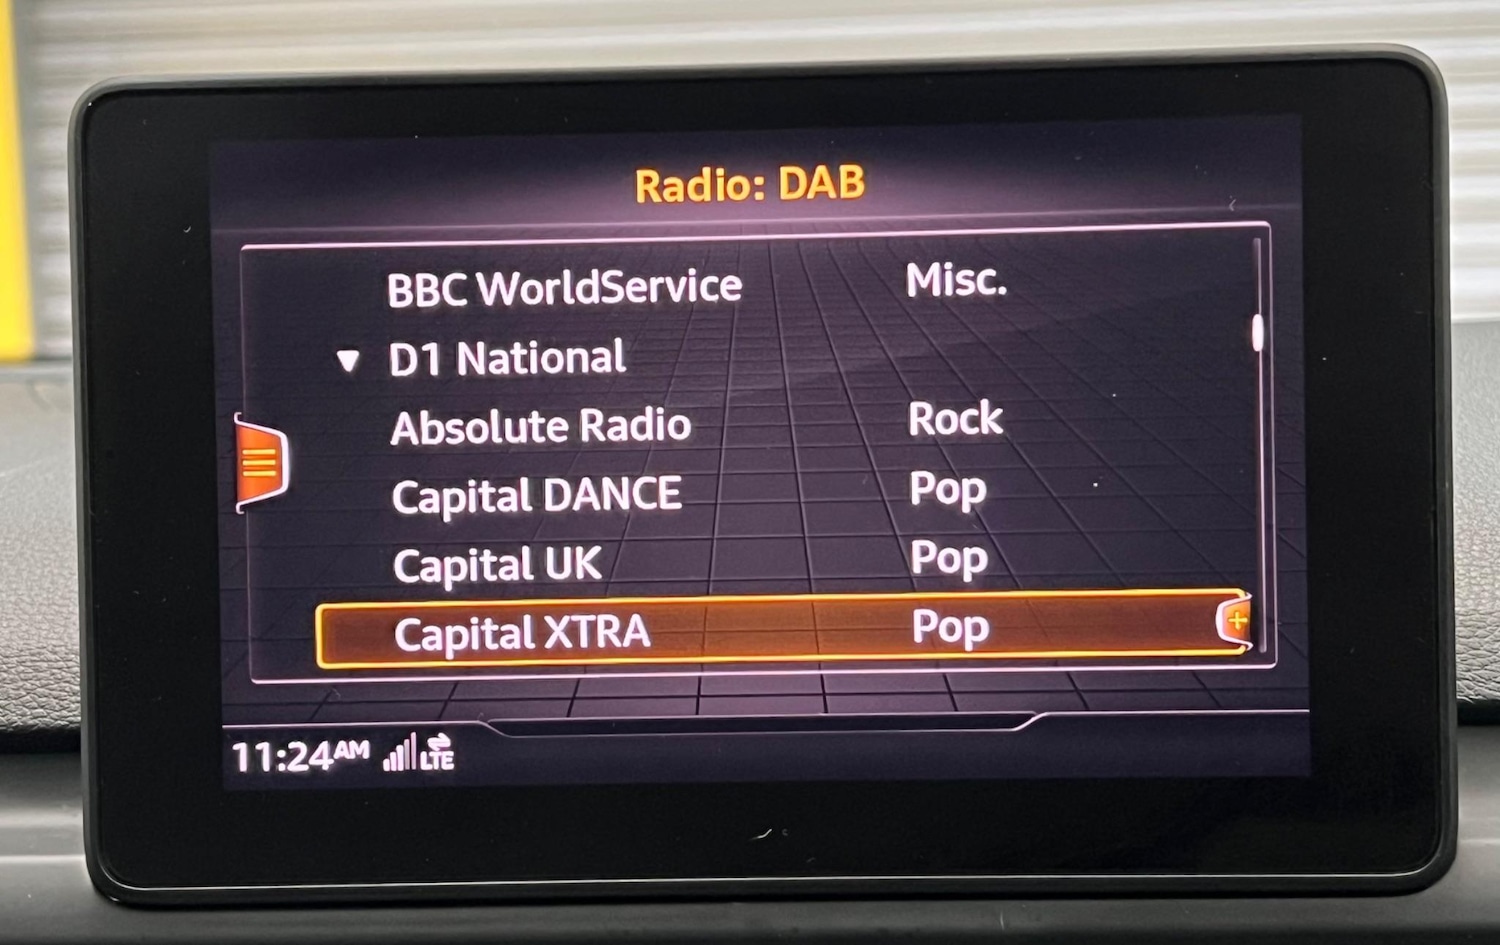 Radio: DAB
BBC WorldService Misc.
D1 National
Absolute Radio Rock
Capital DANCE Pop
Capital UK Pop
Capital XTRA Pop
11:24AM LTE